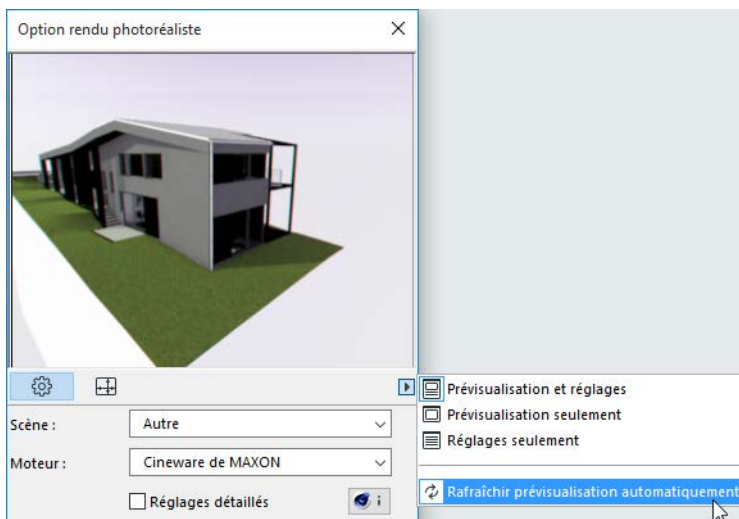 Option rendu photoréaliste
Prévisualisation et réglages
Prévisualisation seulement
Réglages seulement
Rafraîchir prévisualisation automatiquement
Scène :
Autre
Moteur :
Cineware de MAXON
Réglages détaillés
i